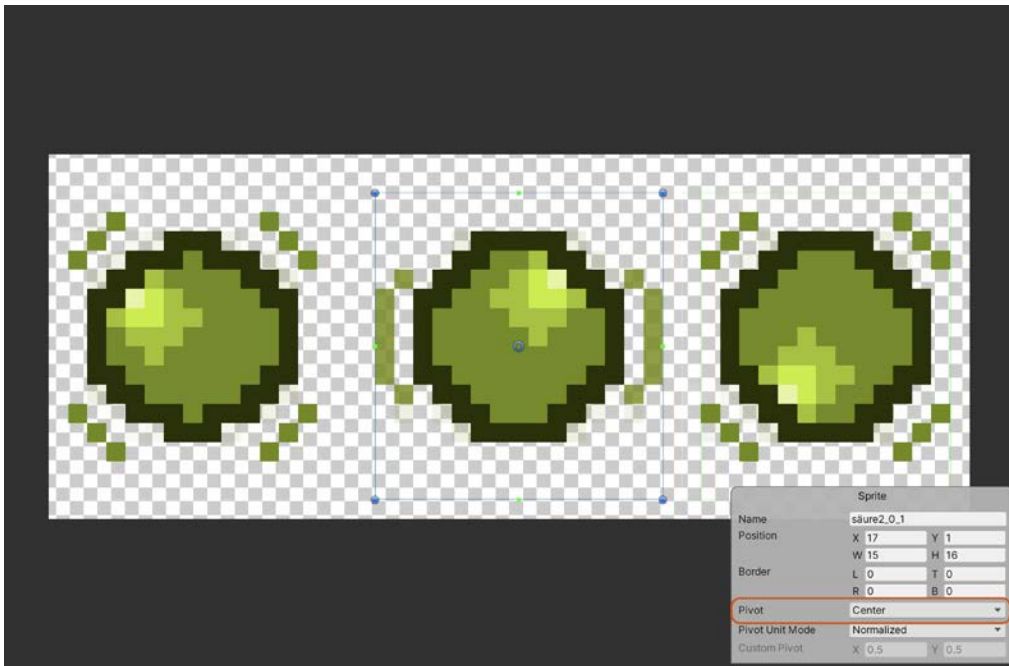 Sprite
Name säure2_0_1
Position X 17 Y 1
W 15 H 16
Border L 0 T 0
R 0 B 0
Pivot Center
Pivot Unit Mode Normalized
Custom Pivot X 0.5 Y 0.5